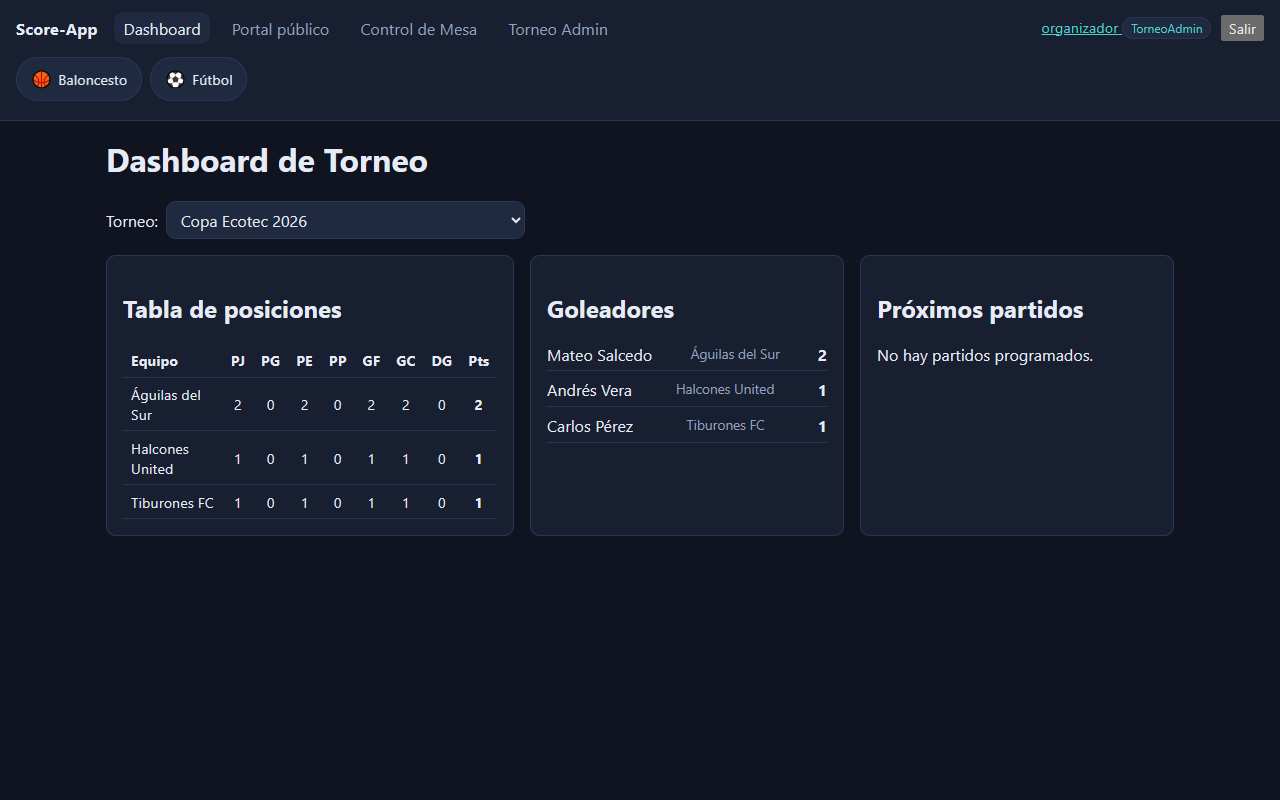 Score-App Dashboard Portal público Control de Mesa Torneo Admin organizador TorneoAdmin Salir
Baloncesto Fútbol
Dashboard de Torneo
Torneo: Copa Ecotec 2026
Tabla de posiciones
Equipo PJ PG PE PP GF GC DG Pts
Águilas del Sur 2 0 2 0 2 2 0 2
Halcones United 1 0 1 0 1 1 0 1
Tiburones FC 1 0 1 0 1 1 0 1
Goleadores
Mateo Salcedo Águilas del Sur 2
Andrés Vera Halcones United 1
Carlos Pérez Tiburones FC 1
Próximos partidos
No hay partidos programados.